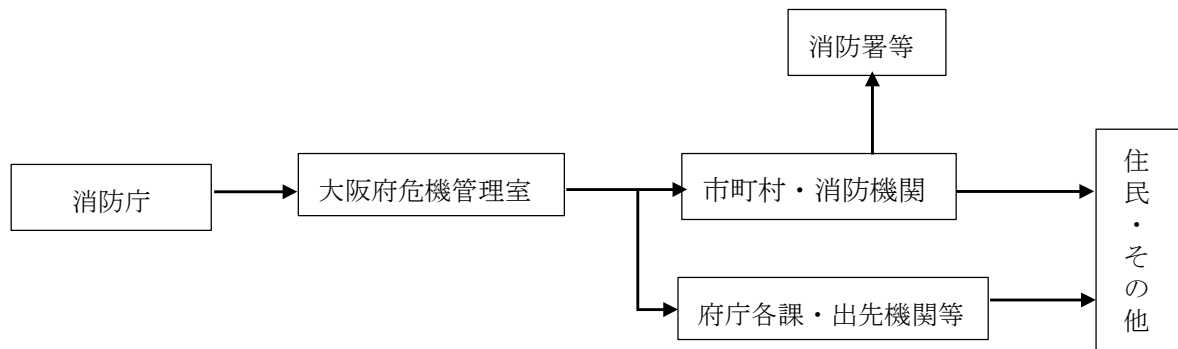 消防署等
消防庁
大阪府危機管理室
市町村・消防機関
府庁各課・出先機関等
住民・その他